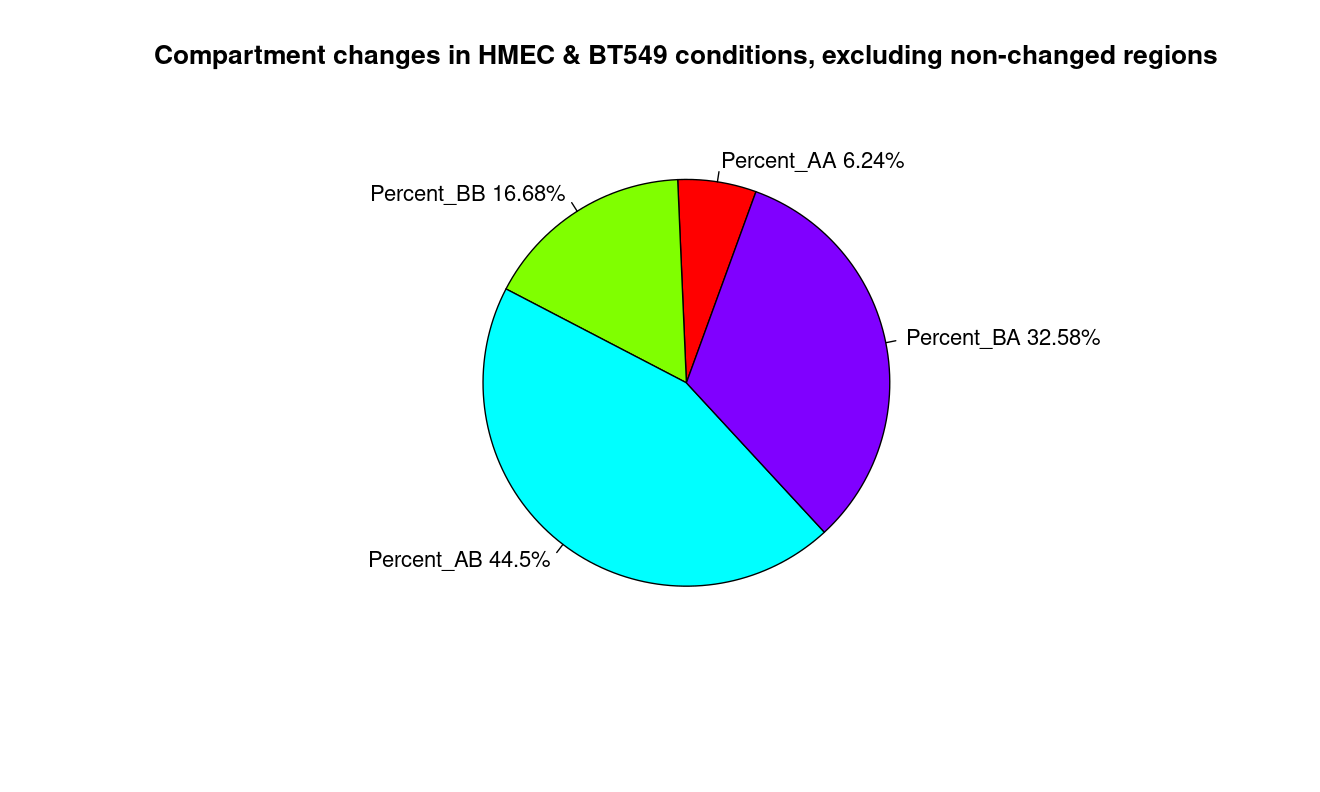 Compartment changes in HMEC & BT549 conditions, excluding non-changed regions
Percent_AA 6.24%
Percent_BB 16.68%
Percent_BA 32.58%
Percent_AB 44.5%